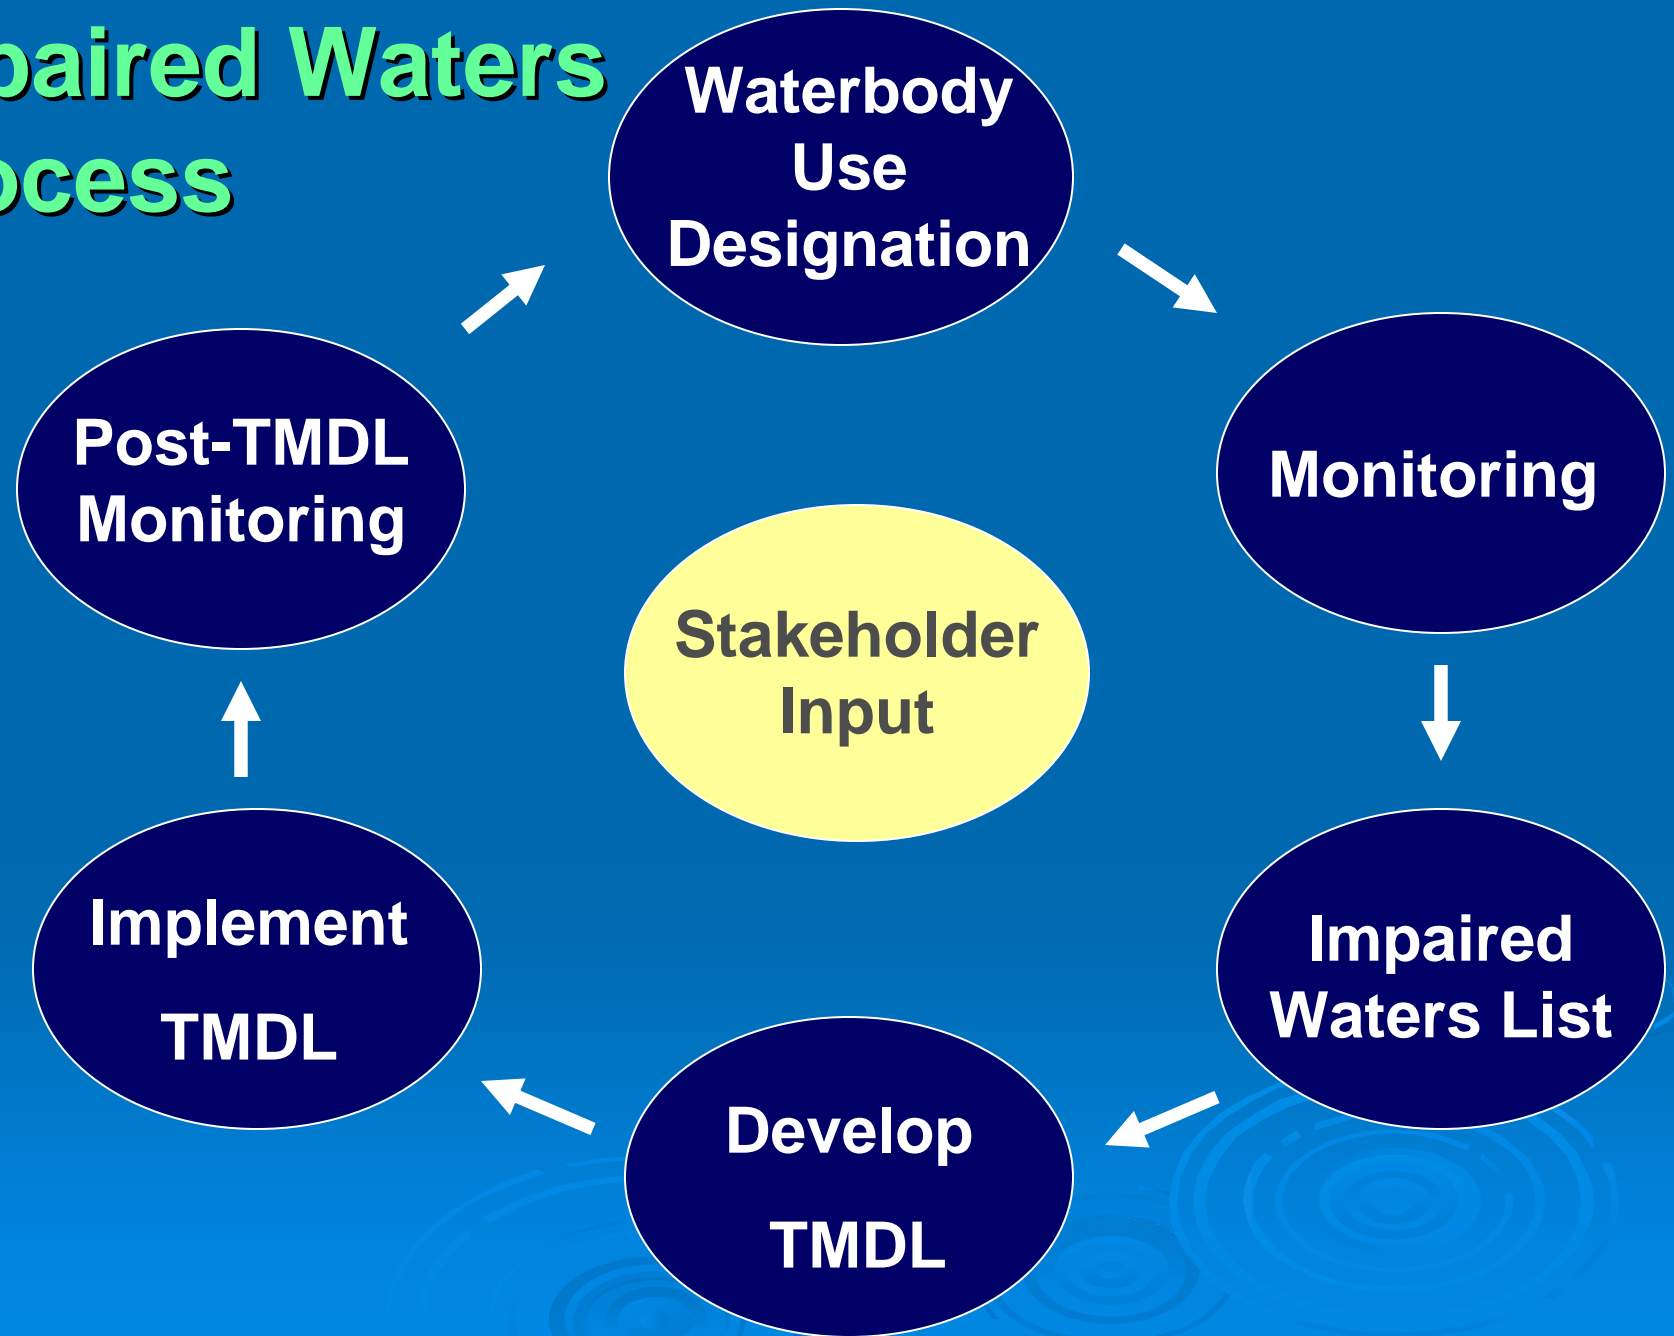 paired Waters
ocess
Waterbody
Use
Designation
Monitoring
Impaired
Waters List
Develop
TMDL
Implement
TMDL
Post-TMDL
Monitoring
Stakeholder
Input